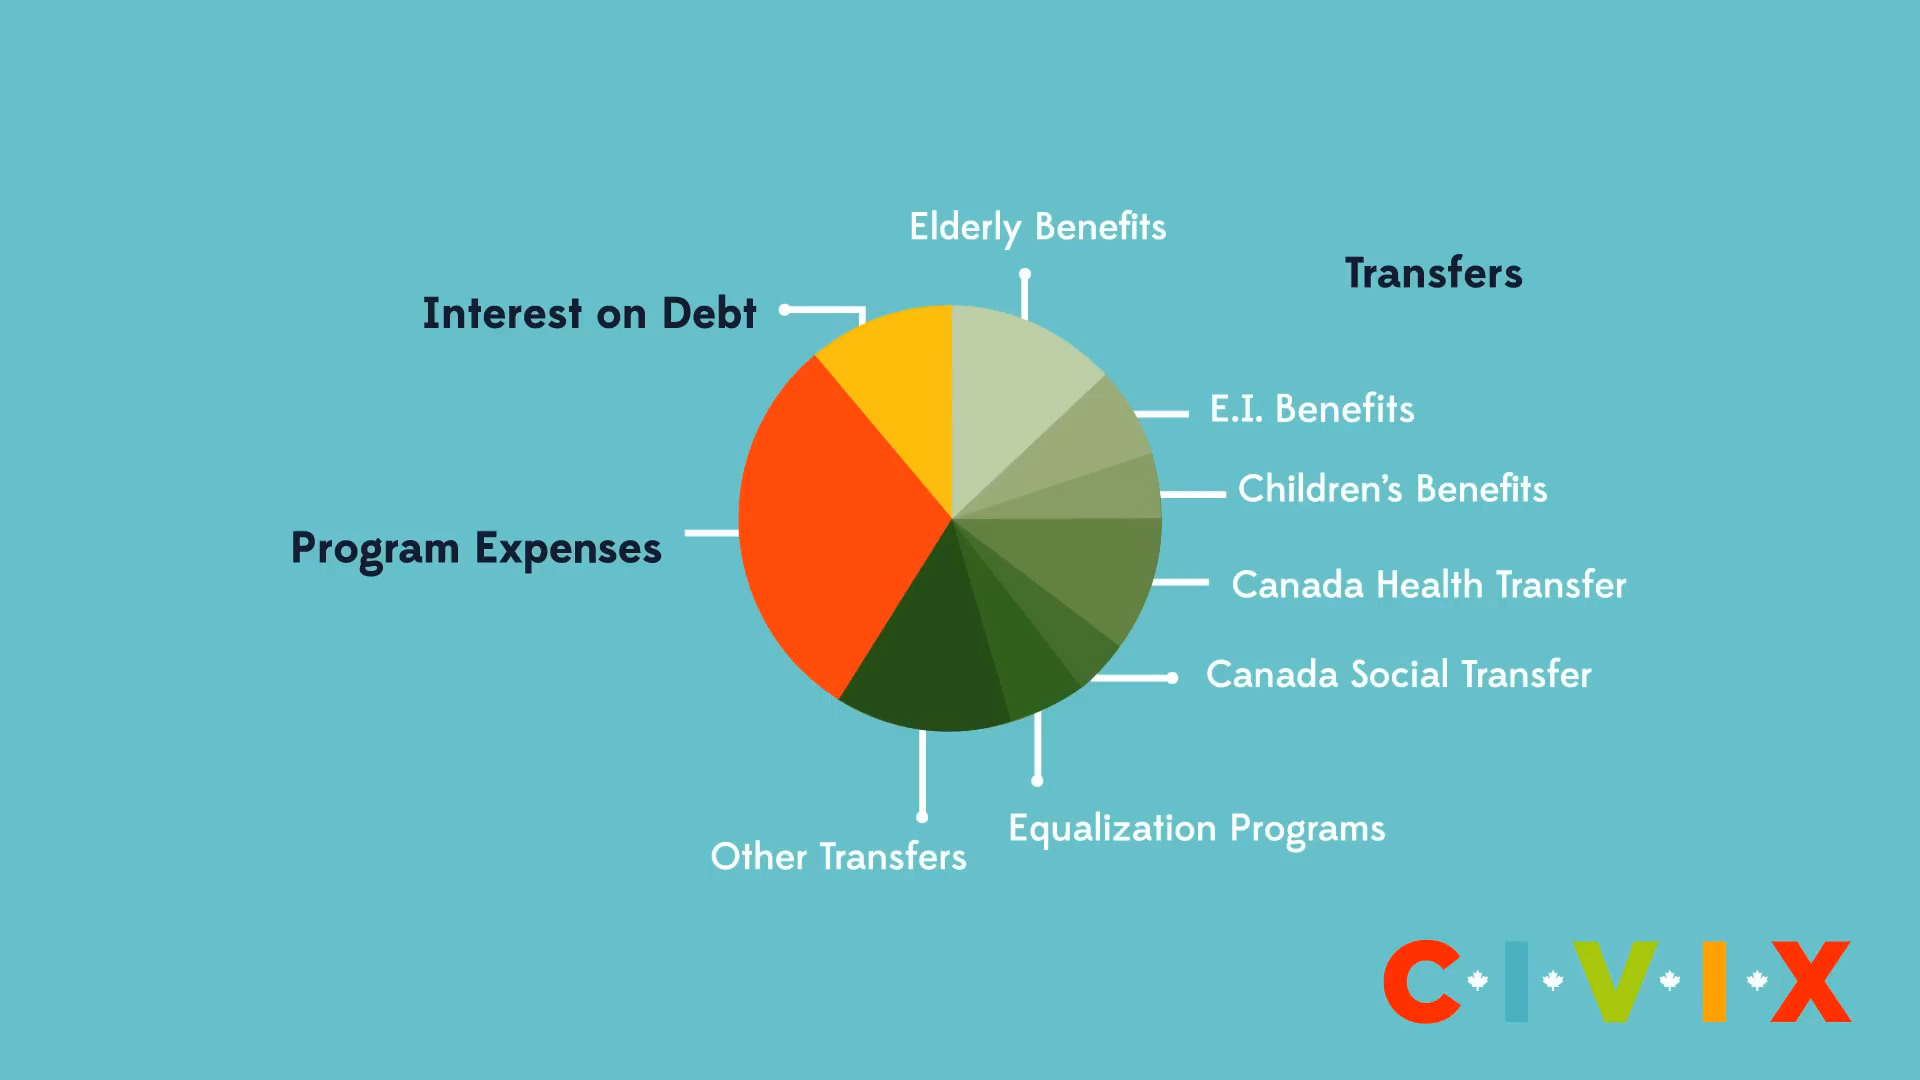 Elderly Benefits
Transfers
Interest on Debt
E.I. Benefits
Children's Benefits
Program Expenses
Canada Health Transfer
Canada Social Transfer
Equalization Programs
Other Transfers
C I V I X